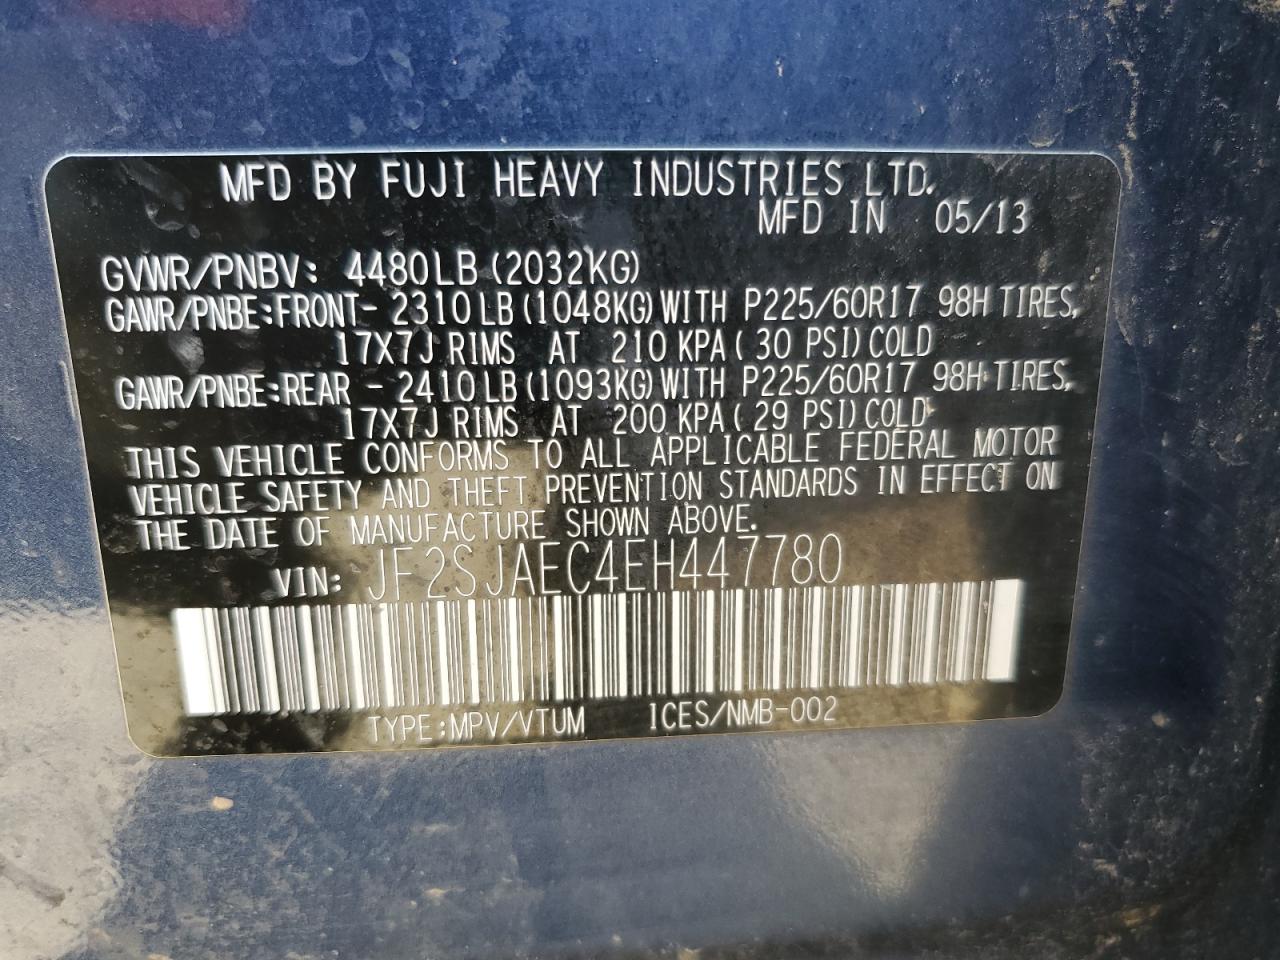 MFD BY FUJI HEAVY INDUSTRIES LTD.
MFD IN 05/13
GVWR/PNBV: 4480LB (2032KG)
GAWR/PNBE:FRONT- 2310LB (1048KG) WITH P225/60R17 98H TIRES,
17X7J RIMS AT 210 KPA (30 PSI) COLD
GAWR/PNBE:REAR - 2410LB (1093KG) WITH P225/60R17 98H TIRES,
17X7J RIMS AT 200 KPA (29 PSI) COLD
THIS VEHICLE CONFORMS TO ALL APPLICABLE FEDERAL MOTOR
VEHICLE SAFETY AND THEFT PREVENTION STANDARDS IN EFFECT ON
THE DATE OF MANUFACTURE SHOWN ABOVE.
VIN: JF2SJAEC4EH447780
TYPE:MPV/VTUM ICES/NMB-002